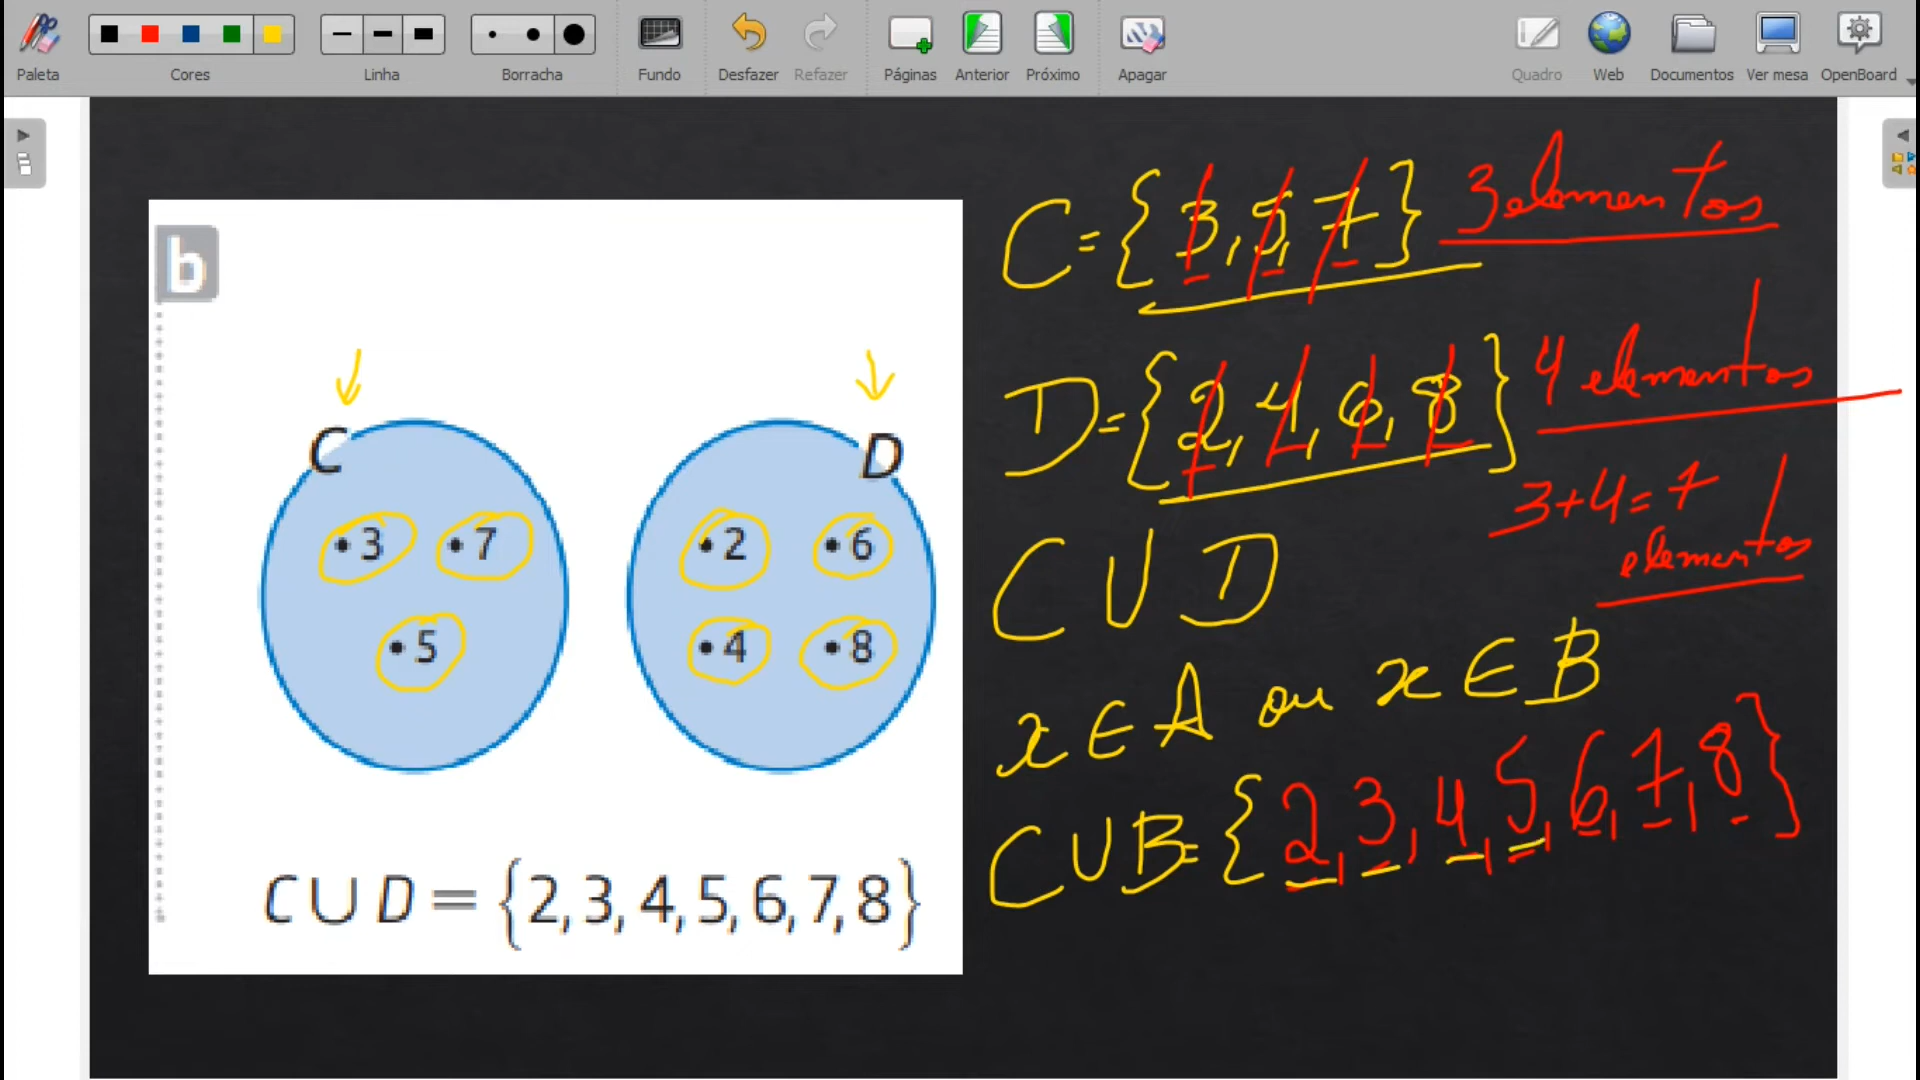 Paleta Cores Linha Borracha Fundo Desfazer Refazer Páginas Anterior Próximo Apagar Quadro Web Documentos Ver mesa OpenBoard
b
C D
3 7 2 6
5 4 8
C ∪ D = {2, 3, 4, 5, 6, 7, 8}
C = {3, 5, 7} 3 elementos
D = {2, 4, 6, 8} 4 elementos
3+4=7
elementos
C U D
x ∈ A ou x ∈ B
C U B = {2, 3, 4, 5, 6, 7, 8}